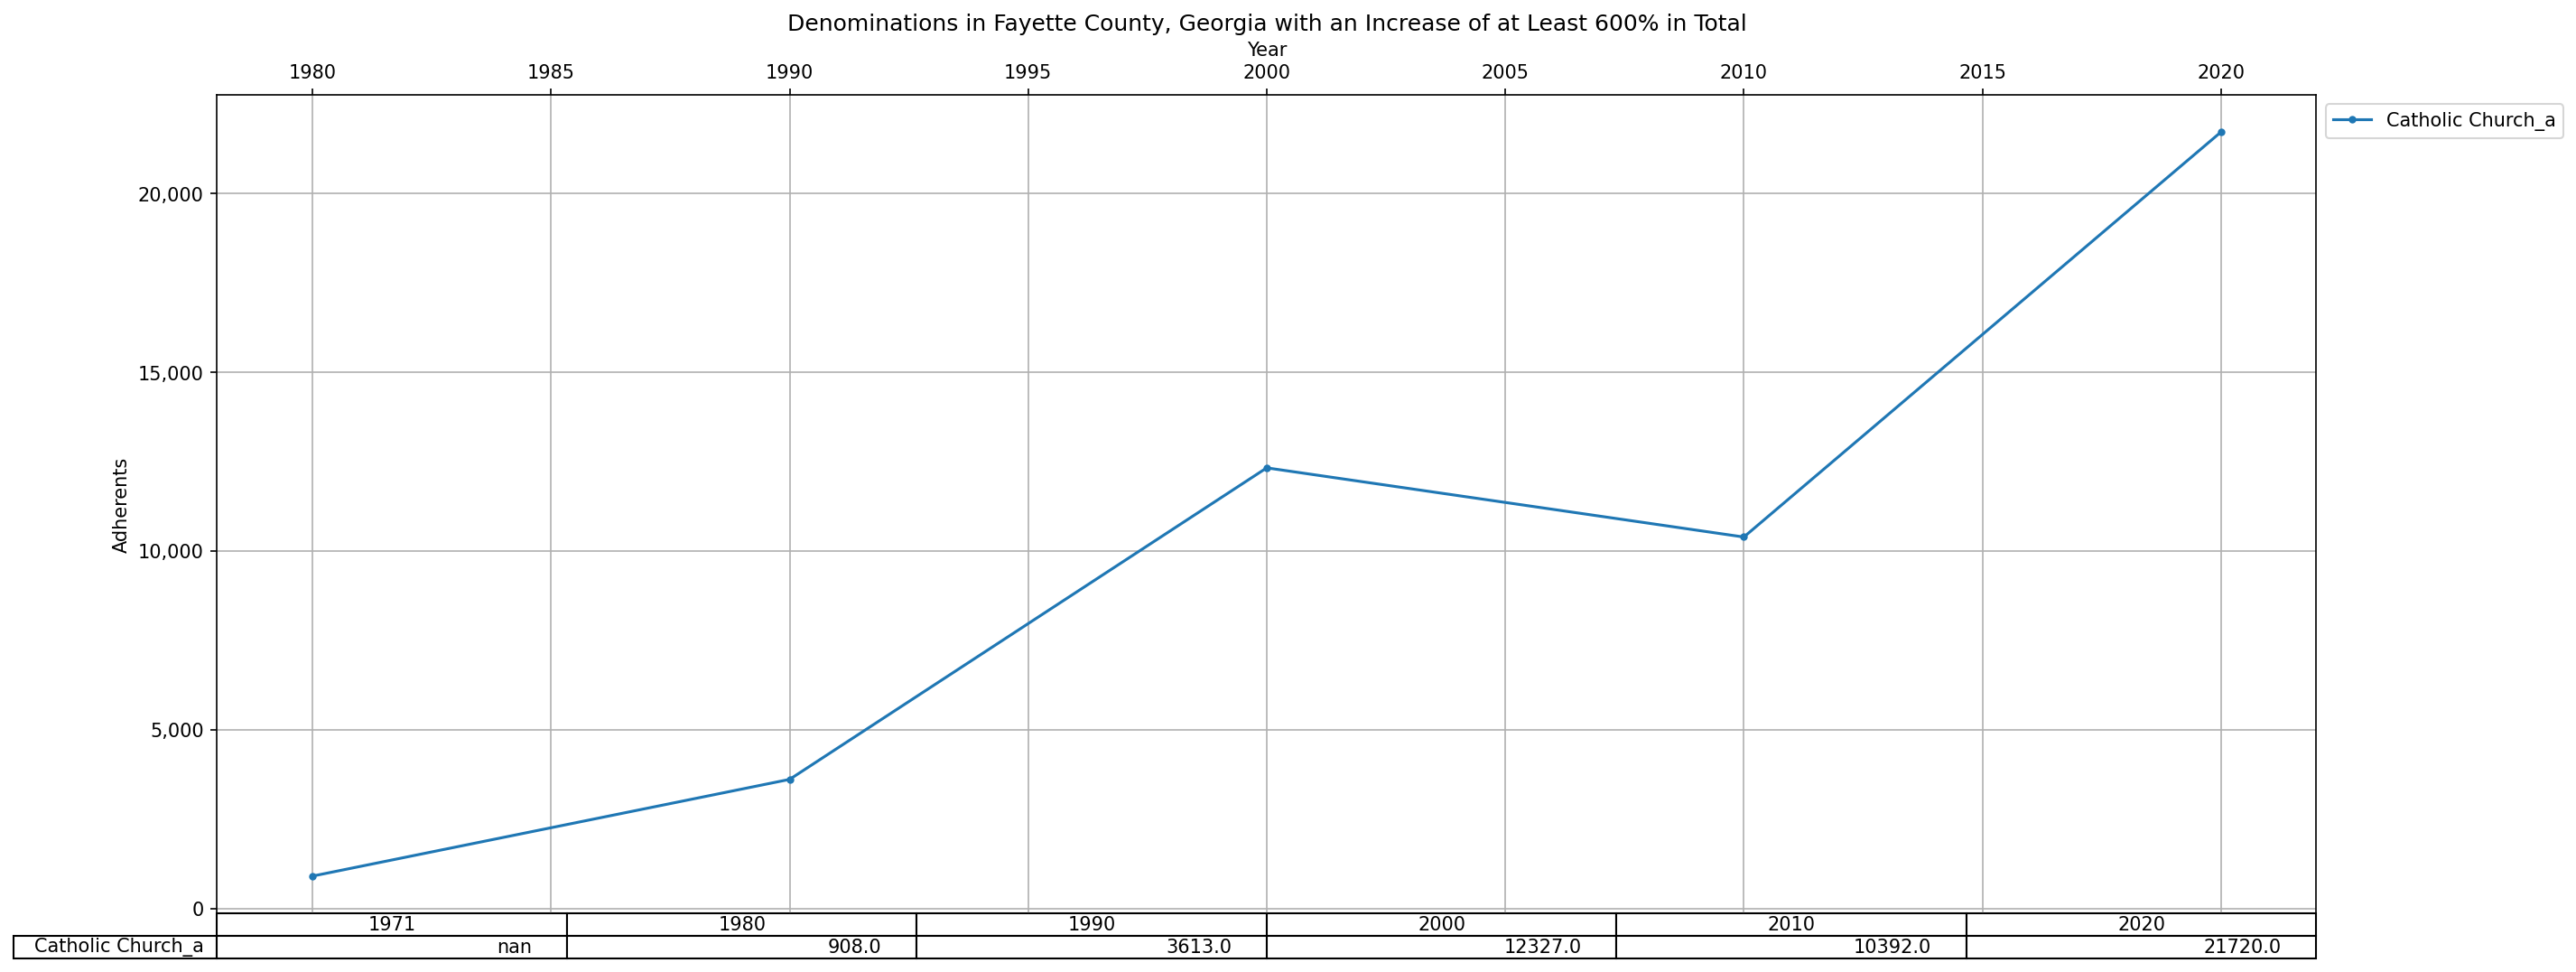 Denominations in Fayette County, Georgia with an Increase of at Least 600% in Total
Year
1980 1985 1990 1995 2000 2005 2010 2015 2020
Catholic Church_a
20,000
15,000
10,000
5,000
0
Adherents
1971 1980 1990 2000 2010 2020
Catholic Church_a nan 908.0 3613.0 12327.0 10392.0 21720.0